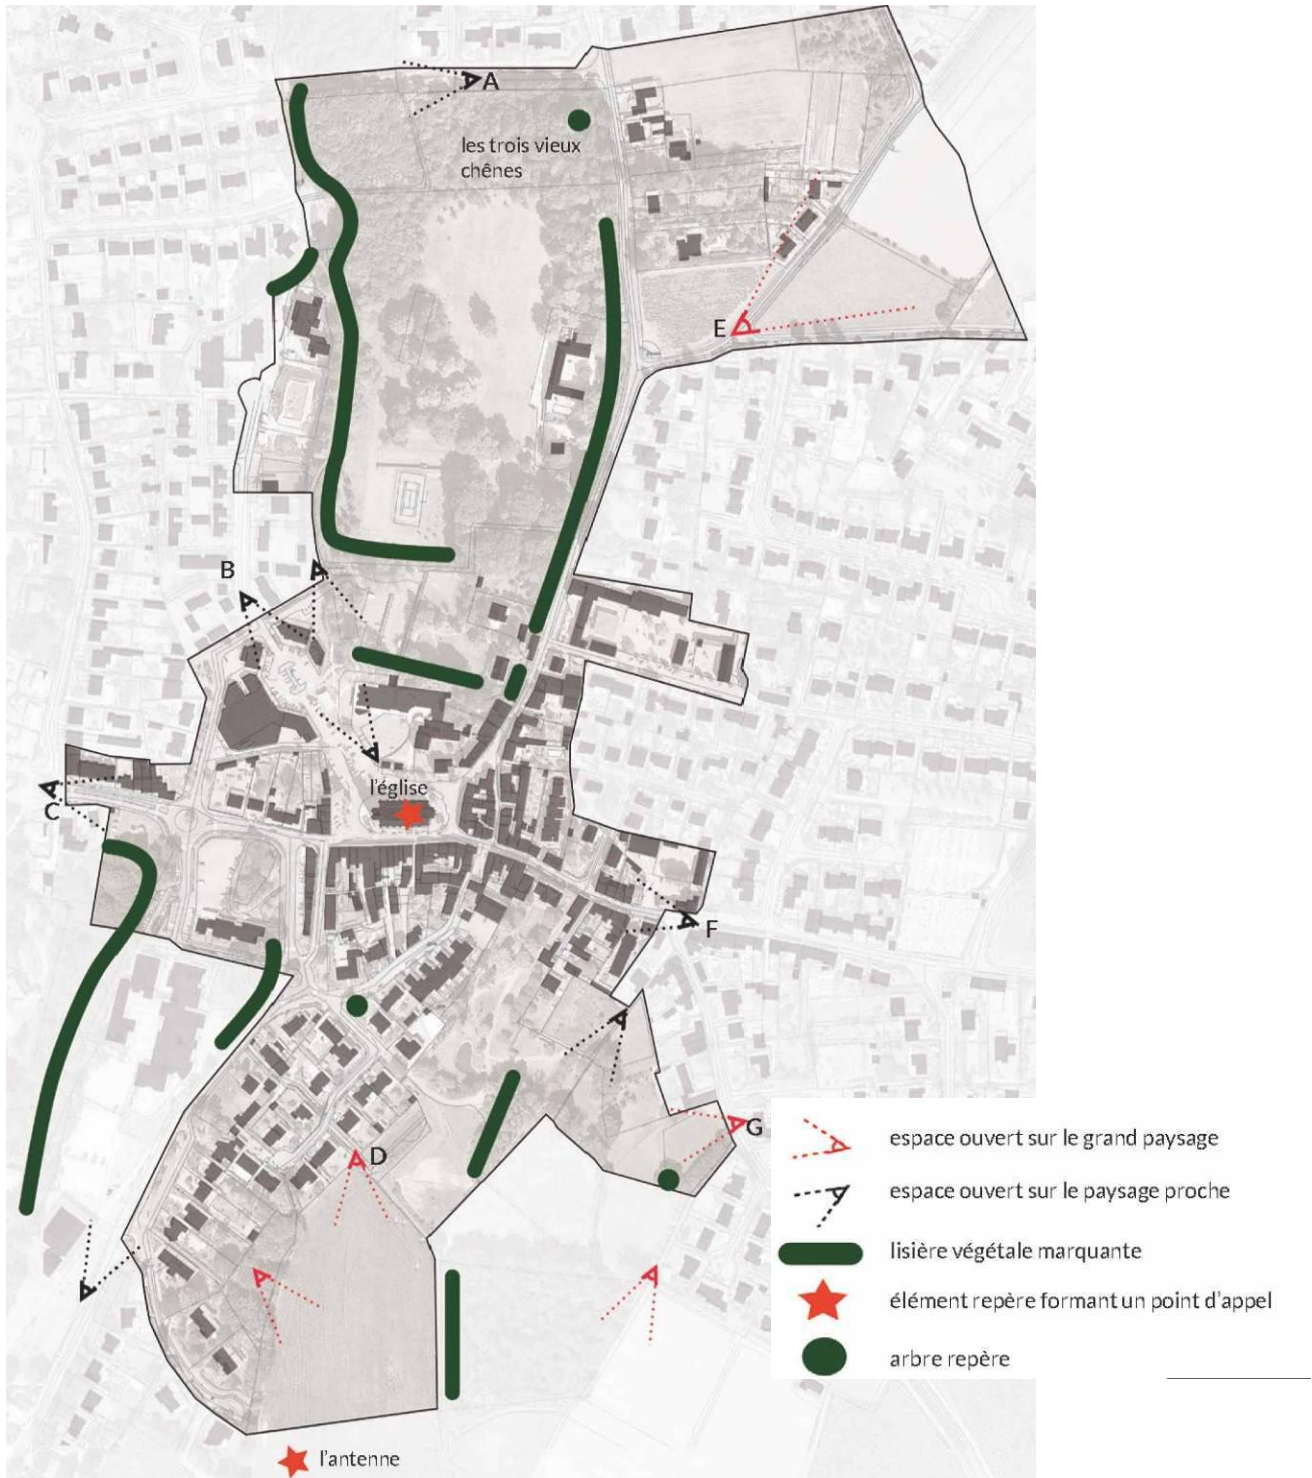 A
les trois vieux
chênes
E
B
l'église
C
F
D
G
espace ouvert sur le grand paysage
espace ouvert sur le paysage proche
lisière végétale marquante
élément repère formant un point d'appel
arbre repère
l'antenne